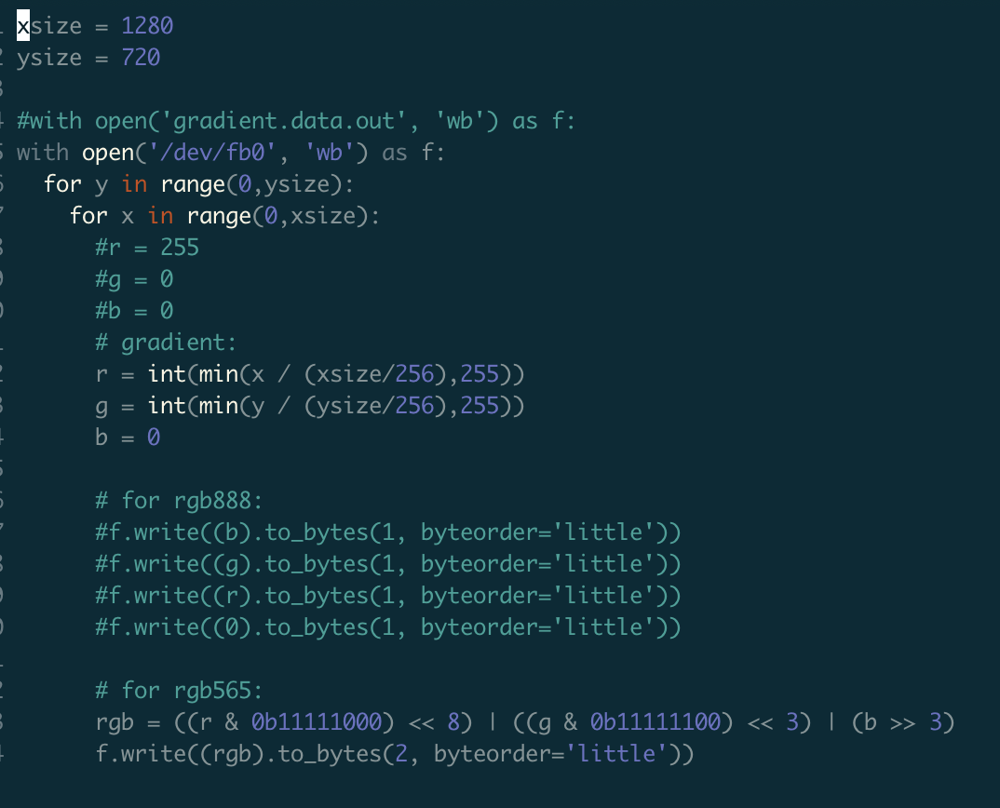 xsize = 1280
ysize = 720

#with open('gradient.data.out', 'wb') as f:
with open('/dev/fb0', 'wb') as f:
  for y in range(0,ysize):
    for x in range(0,xsize):
      #r = 255
      #g = 0
      #b = 0
      # gradient:
      r = int(min(x / (xsize/256),255))
      g = int(min(y / (ysize/256),255))
      b = 0

      # for rgb888:
      #f.write((b).to_bytes(1, byteorder='little'))
      #f.write((g).to_bytes(1, byteorder='little'))
      #f.write((r).to_bytes(1, byteorder='little'))
      #f.write((0).to_bytes(1, byteorder='little'))

      # for rgb565:
      rgb = ((r & 0b11111000) << 8) | ((g & 0b11111100) << 3) | (b >> 3)
      f.write((rgb).to_bytes(2, byteorder='little'))